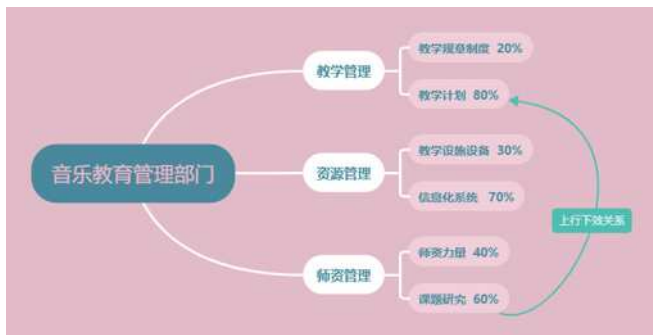 音乐教育管理部门
教学管理
教学规章制度 20%
教学计划 80%
资源管理
教学设施设备 30%
信息化系统 70%
师资管理
师资力量 40%
课题研究 60%
上行下效关系